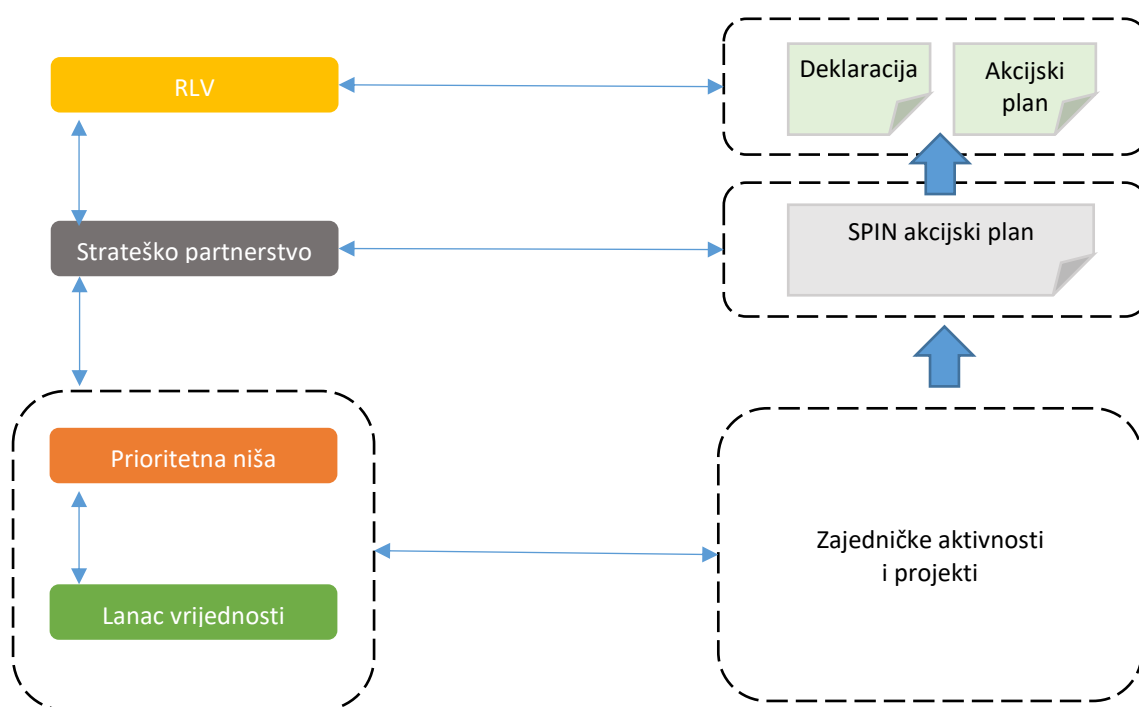 RLV
Deklaracija
Akcijski
plan
Strateško partnerstvo
SPIN akcijski plan
Prioritetna niša
Lanac vrijednosti
Zajedničke aktivnosti
i projekti